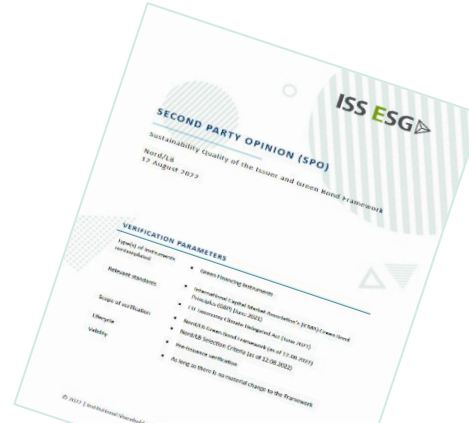 ISS ESG
SECOND PARTY OPINION (SPO)
Sustainability Quality of the Issuer and Green Bond Framework
Nord/LB
12 August 2022
VERIFICATION PARAMETERS
Type(s) of instruments
contemplated
• Green Financing Instruments
Relevant standards
• International Capital Market Association's (ICMA) Green Bond
Principles (GBP) (June 2021)
• EU Taxonomy Climate Delegated Act (June 2021)
Scope of verification
• Nord/LB Green Bond Framework (as of 12.08.2022)
• Nord/LB Selection Criteria (as of 12.08.2022)
Lifecycle
• Pre-issuance verification
Validity
• As long as there is no material change to the Framework
© 2022 | Institutional Shareholder